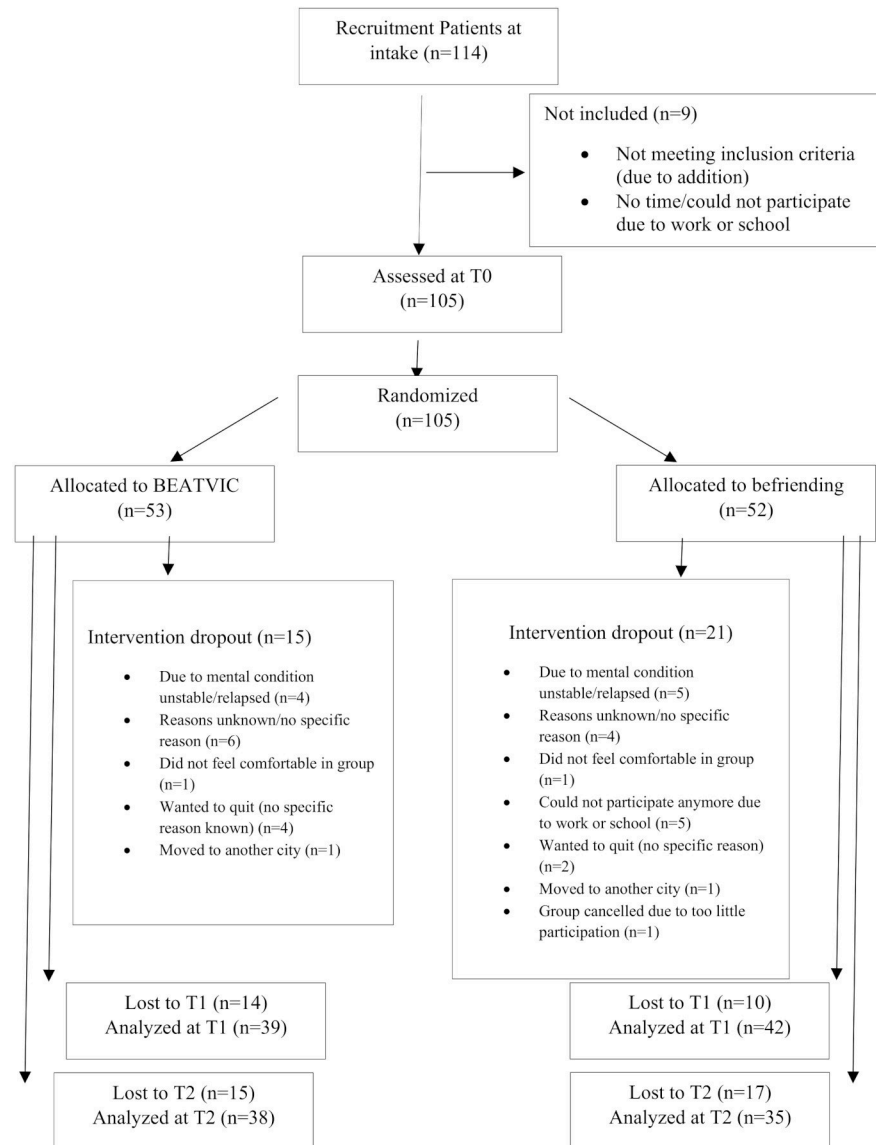 Recruitment Patients at
intake (n=114)
Not included (n=9)
• Not meeting inclusion criteria
(due to addition)
• No time/could not participate
due to work or school
Assessed at T0
(n=105)
Randomized
(n=105)
Allocated to BEATVIC
(n=53)
Allocated to befriending
(n=52)
Intervention dropout (n=15)
• Due to mental condition
unstable/relapsed (n=4)
• Reasons unknown/no specific
reason (n=6)
• Did not feel comfortable in group
(n=1)
• Wanted to quit (no specific
reason known) (n=4)
• Moved to another city (n=1)
Intervention dropout (n=21)
• Due to mental condition
unstable/relapsed (n=5)
• Reasons unknown/no specific
reason (n=4)
• Did not feel comfortable in group
(n=1)
• Could not participate anymore due
to work or school (n=5)
• Wanted to quit (no specific reason)
(n=2)
• Moved to another city (n=1)
• Group cancelled due to too little
participation (n=1)
Lost to T1 (n=14)
Analyzed at T1 (n=39)
Lost to T1 (n=10)
Analyzed at T1 (n=42)
Lost to T2 (n=15)
Analyzed at T2 (n=38)
Lost to T2 (n=17)
Analyzed at T2 (n=35)